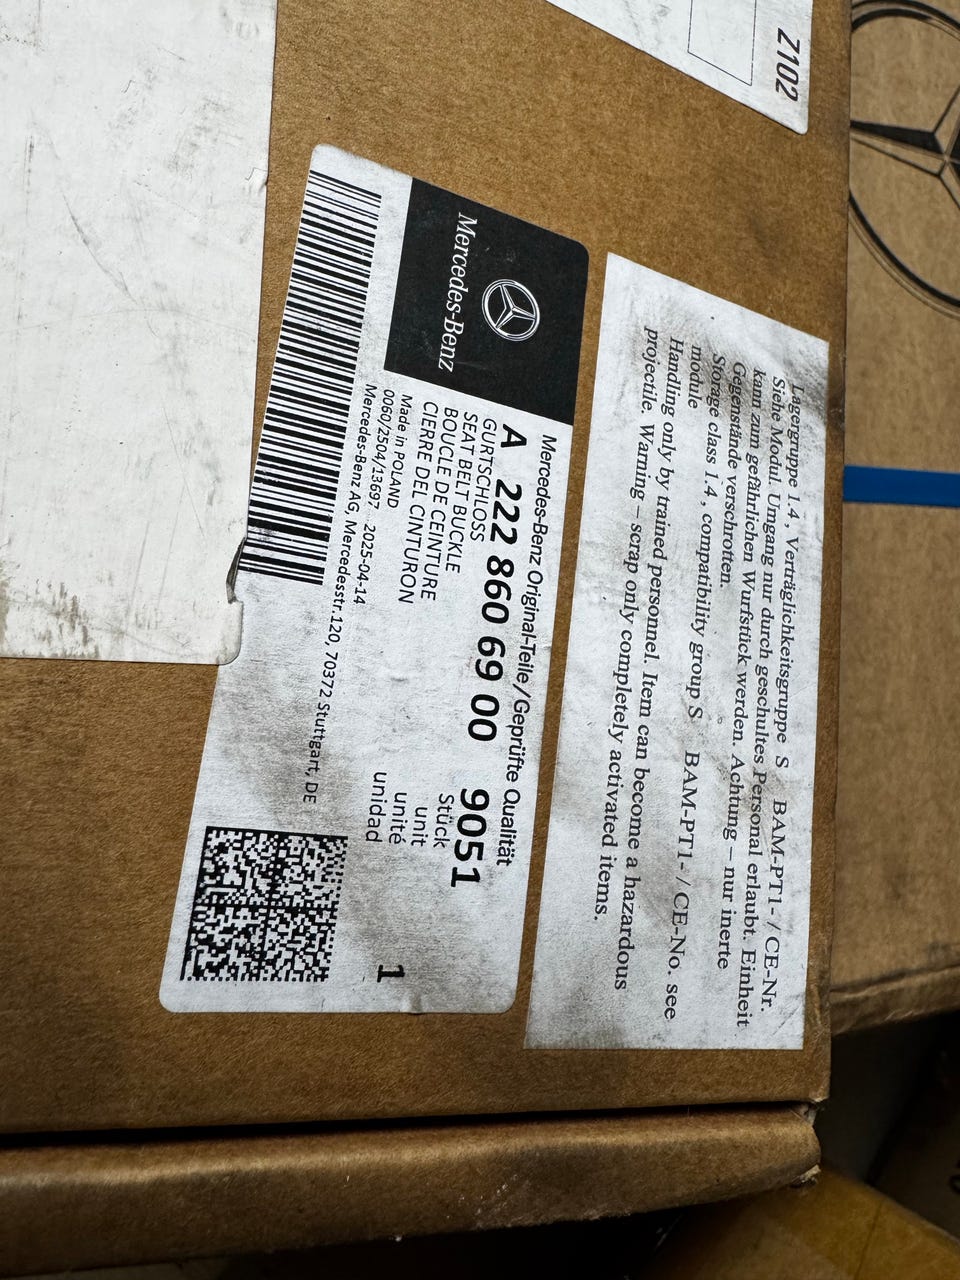 Z102
Lagergruppe 1.4 , Verträglichkeitsgruppe S BAM-PT1- / CE-Nr.
Siehe Modul. Umgang nur durch geschultes Personal erlaubt. Einheit
kann zum gefährlichen Wurfstück werden. Achtung – nur inerte
Gegenstände verschrotten.
Storage class 1.4 , compatibility group S BAM-PT1- / CE-No. see
module
Handling only by trained personnel. Item can become a hazardous
projectile. Warning – scrap only completely activated items.
Mercedes-Benz
Mercedes-Benz Original-Teile/Geprüfte Qualität
A 222 860 69 00 9051
GURTSCHLOSS Stück
SEAT BELT BUCKLE unit
BOUCLE DE CEINTURE unité
CIERRE DEL CINTURON unidad
1
Made in POLAND
0060/2504/13697 2025-04-14
Mercedes-Benz AG, Mercedesstr.120, 70372 Stuttgart, DE